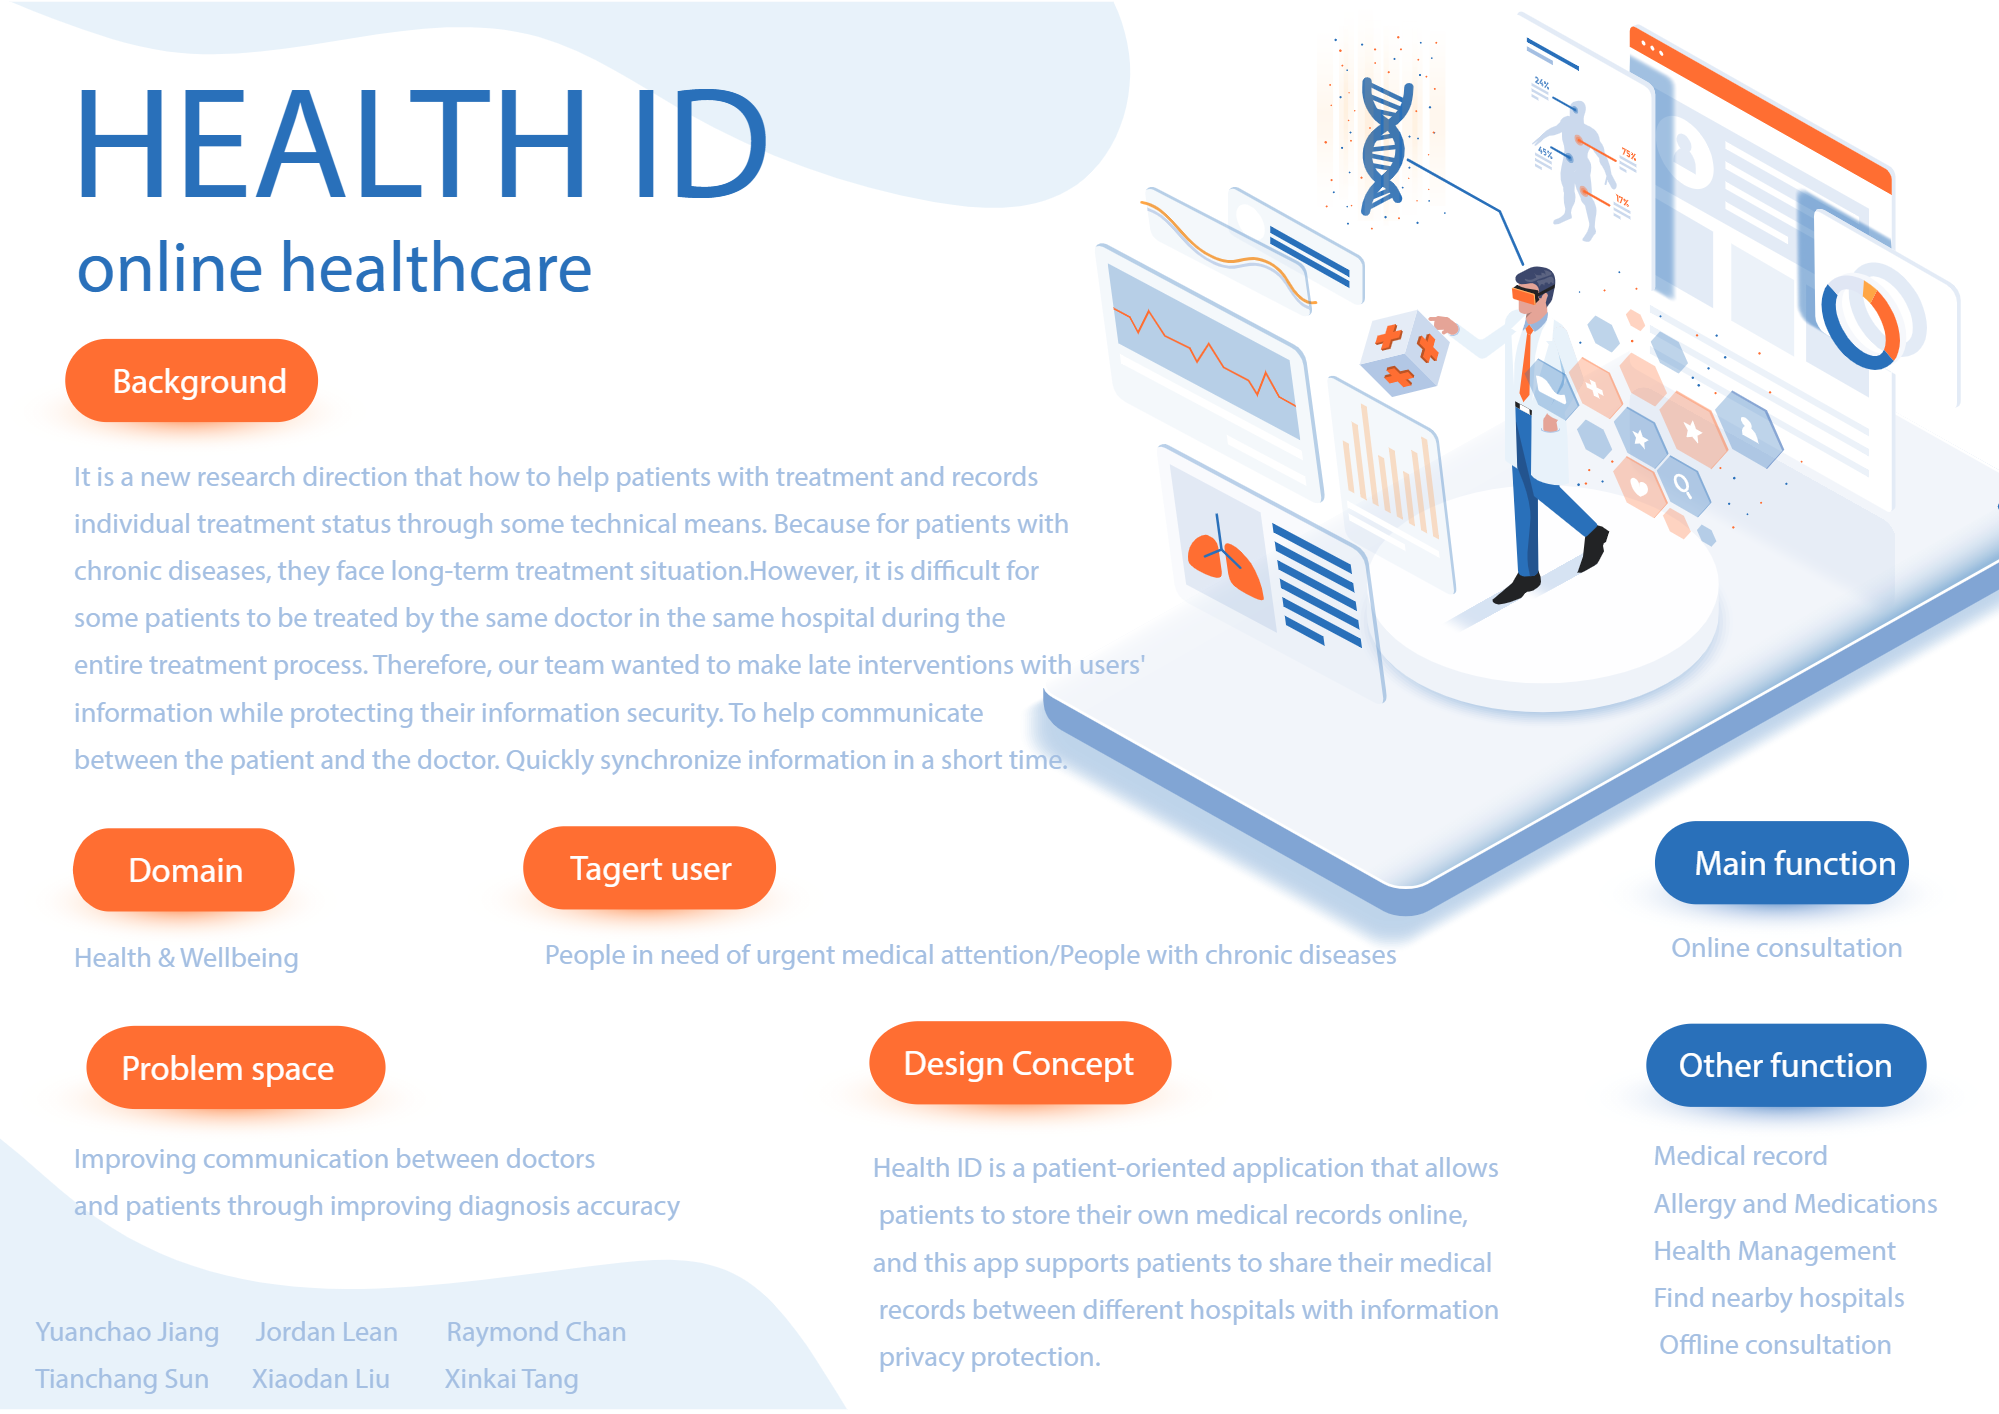 HEALTH ID
online healthcare
Background
It is a new research direction that how to help patients with treatment and records
individual treatment status through some technical means. Because for patients with
chronic diseases, they face long-term treatment situation.However, it is difficult for
some patients to be treated by the same doctor in the same hospital during the
entire treatment process. Therefore, our team wanted to make late interventions with users'
information while protecting their information security. To help communicate
between the patient and the doctor. Quickly synchronize information in a short time.
24%
45%
75%
17%
Domain
Health & Wellbeing
Tagert user
People in need of urgent medical attention/People with chronic diseases
Main function
Online consultation
Problem space
Improving communication between doctors
and patients through improving diagnosis accuracy
Design Concept
Health ID is a patient-oriented application that allows
patients to store their own medical records online,
and this app supports patients to share their medical
records between different hospitals with information
privacy protection.
Other function
Medical record
Allergy and Medications
Health Management
Find nearby hospitals
Offline consultation
Yuanchao Jiang Jordan Lean Raymond Chan
Tianchang Sun Xiaodan Liu Xinkai Tang